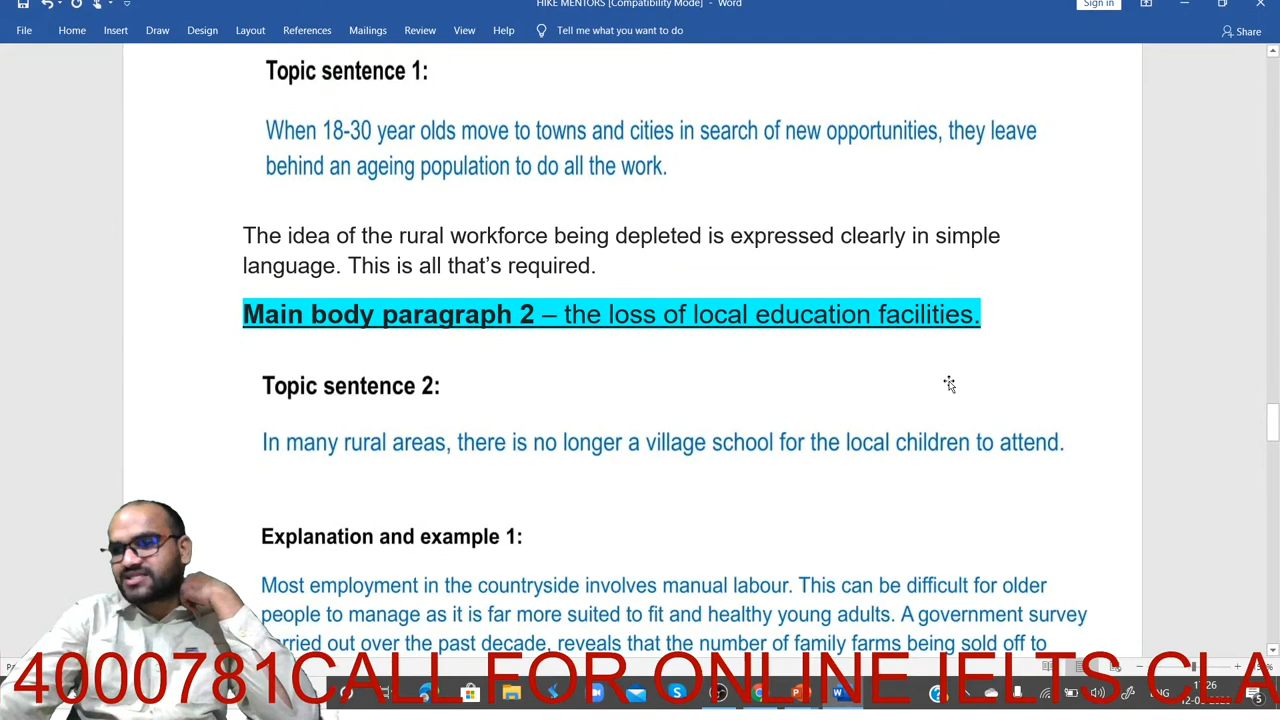 HIKE MENTORS [Compatibility Mode] - Word
Sign in
File Home Insert Draw Design Layout References Mailings Review View Help Tell me what you want to do Share
Topic sentence 1:
When 18-30 year olds move to towns and cities in search of new opportunities, they leave
behind an ageing population to do all the work.
The idea of the rural workforce being depleted is expressed clearly in simple
language. This is all that’s required.
Main body paragraph 2 – the loss of local education facilities.
Topic sentence 2:
In many rural areas, there is no longer a village school for the local children to attend.
Explanation and example 1:
Most employment in the countryside involves manual labour. This can be difficult for older
people to manage as it is far more suited to fit and healthy young adults. A government survey
carried out over the past decade, reveals that the number of family farms being sold off to
4000781CALL FOR ONLINE IELTS CLA
ENG
17:26